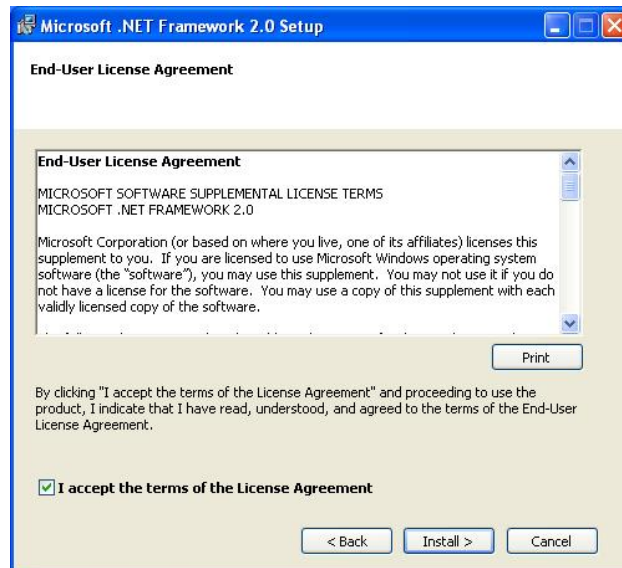 Microsoft .NET Framework 2.0 Setup
End-User License Agreement
End-User License Agreement
MICROSOFT SOFTWARE SUPPLEMENTAL LICENSE TERMS
MICROSOFT .NET FRAMEWORK 2.0
Microsoft Corporation (or based on where you live, one of its affiliates) licenses this
supplement to you.  If you are licensed to use Microsoft Windows operating system
software (the “software”), you may use this supplement.  You may not use it if you do
not have a license for the software.  You may use a copy of this supplement with each
validly licensed copy of the software.
Print
By clicking "I accept the terms of the License Agreement" and proceeding to use the
product, I indicate that I have read, understood, and agreed to the terms of the End-User
License Agreement.
I accept the terms of the License Agreement
< Back Install > Cancel